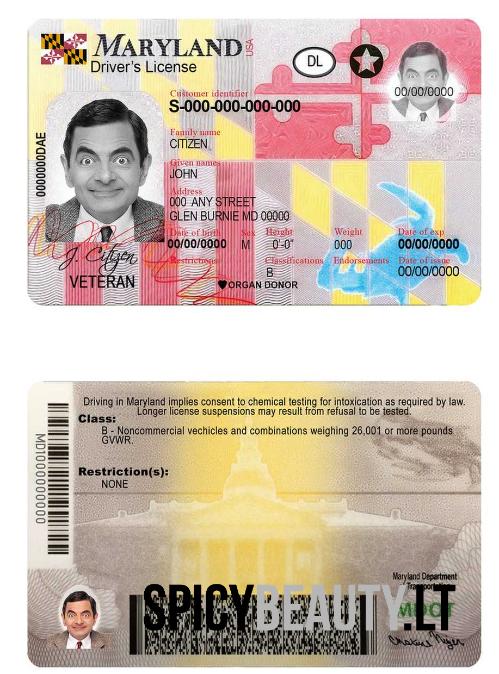 MARYLAND USA
Driver's License
DL
00/00/0000
Customer identifier
S-000-000-000-000
Family name
CITIZEN
Given names
JOHN
Address
000 ANY STREET
GLEN BURNIE MD 00000
0000000DAE
Date of birth Sex Height Weight Date of exp
00/00/0000 M 0'-0" 000 00/00/0000
Restrictions Classifications Endorsements Date of issue
B 00/00/0000
J. Citizen
VETERAN
ORGAN DONOR
Driving in Maryland implies consent to chemical testing for intoxication as required by law.
Longer license suspensions may result from refusal to be tested.
Class:
B - Noncommercial vechicles and combinations weighing 26,001 or more pounds
GVWR.
MD10000000000
Restriction(s):
NONE
Maryland Department
Transportation
MDOT
SPICYBEAUTY.LT